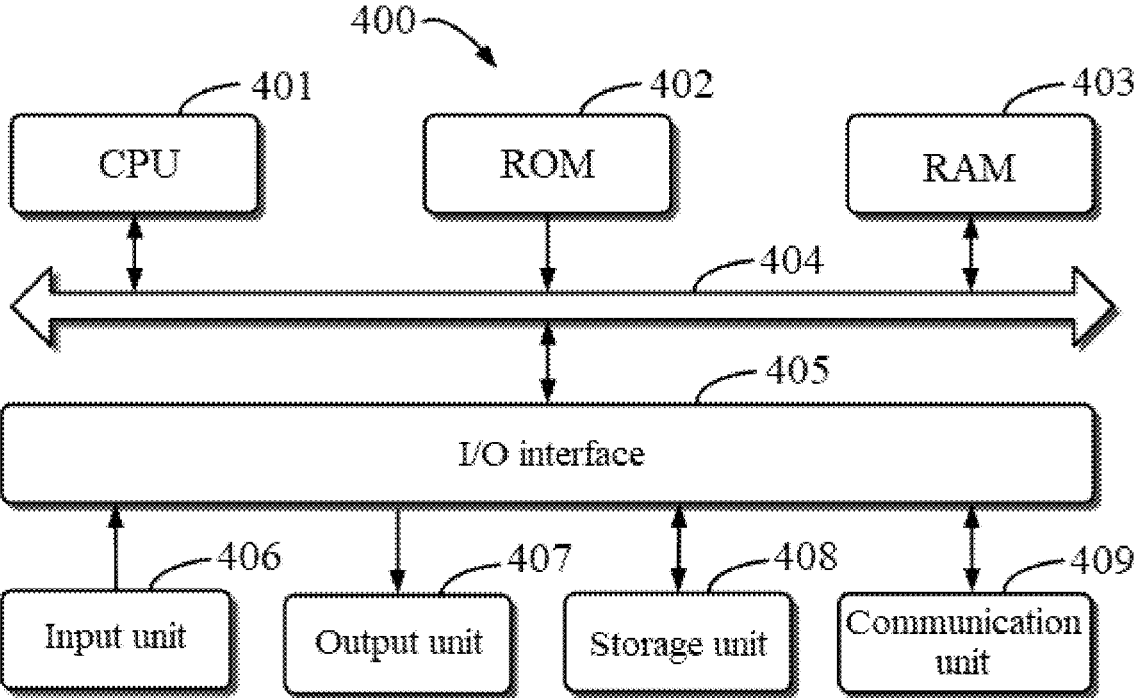 400
401
402
403
CPU
ROM
RAM
404
405
I/O interface
406
407
408
409
Input unit
Output unit
Storage unit
Communication
unit